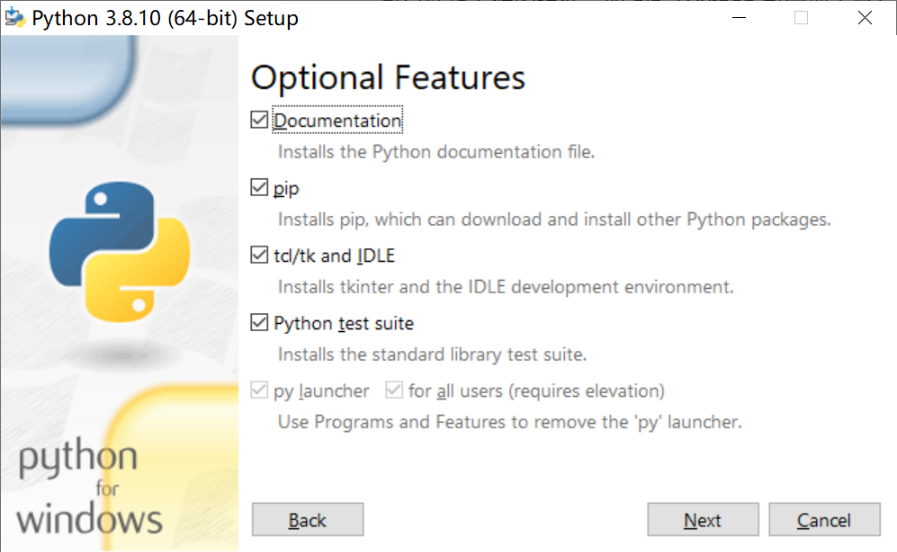 Python 3.8.10 (64-bit) Setup
Optional Features
Documentation
Installs the Python documentation file.
pip
Installs pip, which can download and install other Python packages.
tcl/tk and IDLE
Installs tkinter and the IDLE development environment.
Python test suite
Installs the standard library test suite.
py launcher for all users (requires elevation)
Use Programs and Features to remove the 'py' launcher.
python
for
windows
Back Next Cancel